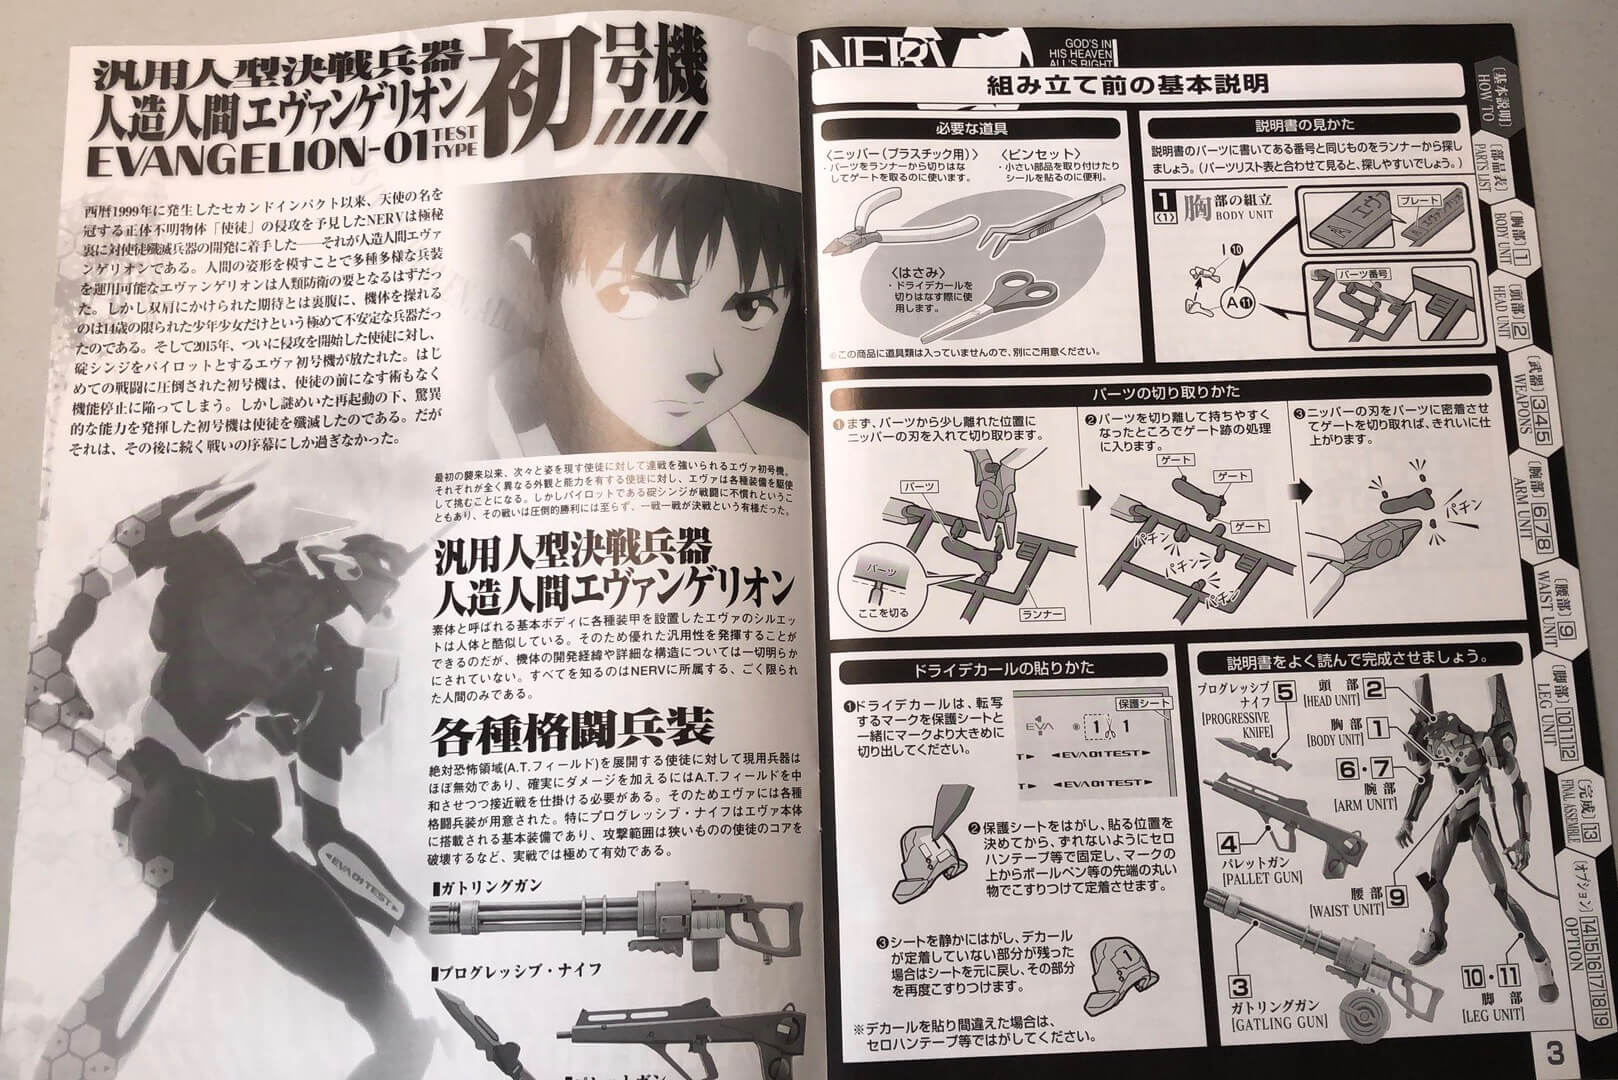 汎用人型決戦兵器
人造人間エヴァンゲリオン
初号機
EVANGELION-01 TEST TYPE
西暦1999年に発生したセカンドインパクト以来、天使の名を
冠する正体不明物体「使徒」の侵攻を予見したNERVは極秘
裏に対使徒殲滅兵器の開発に着手した――それが人造人間エヴァ
ンゲリオンである。人間の姿形を模すことで多種多様な兵装
を運用可能なエヴァンゲリオンは人類防衛の要となるはずだっ
た。しかし双肩にかけられた期待とは裏腹に、機体を操れる
のは14歳の限られた少年少女だけという極めて不安定な兵器だっ
たのである。そして2015年、ついに侵攻を開始した使徒に対し、
碇シンジをパイロットとするエヴァ初号機が放たれた。はじ
めての戦闘に圧倒された初号機は、使徒の前になす術もなく
機能停止に陥ってしまう。しかし謎めいた再起動の下、驚異
的な能力を発揮した初号機は使徒を殲滅したのである。だが
それは、その後に続く戦いの序幕にしか過ぎなかった。
最初の襲来以来、次々と姿を現す使徒に対して連戦を強いられるエヴァ初号機。
それぞれが全く異なる外観と能力を有する使徒に対し、エヴァは各種装備を駆使
して挑むことになる。しかしパイロットである碇シンジが戦闘に不慣れというこ
ともあり、その戦いは圧倒的勝利には至らず、一戦一戦が決戦という有様だった。
汎用人型決戦兵器
人造人間エヴァンゲリオン
素体と呼ばれる基本ボディに各種装甲を設置したエヴァのシルエッ
トは人体と酷似している。そのため優れた汎用性を発揮することが
できるのだが、機体の開発経緯や詳細な構造については一切明らか
にされていない。すべてを知るのはNERVに所属する、ごく限られ
た人間のみである。
各種格闘兵装
絶対恐怖領域(A.T.フィールド)を展開する使徒に対して現用兵器は
ほぼ無効であり、確実にダメージを加えるにはA.T.フィールドを中
和させつつ接近戦を仕掛ける必要がある。そのためエヴァには各種
格闘兵装が用意された。特にプログレッシブ・ナイフはエヴァ本体
に搭載される基本装備であり、攻撃範囲は狭いものの使徒のコアを
破壊するなど、実戦では極めて有効である。
EVA 01 TEST
■ガトリングガン
■プログレッシブ・ナイフ
NERV
GOD'S IN
HIS HEAVEN
ALL'S RIGHT
組み立て前の基本説明
必要な道具
〈ニッパー（プラスチック用）〉
・パーツをランナーから切りはな
してゲートを取るのに使います。
〈ピンセット〉
・小さい部品を取り付けたり
シールを貼るのに便利。
〈はさみ〉
・ドライデカールを
切りはなす際に使
用します。
※この商品に道具類は入っていませんので、別にご用意ください。
説明書の見かた
説明書のパーツに書いてある番号と同じものをランナーから探し
ましょう。（パーツリスト表と合わせて見ると、探しやすいでしょう。）
1
〈1〉
胸部の組立
BODY UNIT
I⑩
A⑪
プレート
パーツ番号
パーツの切り取りかた
❶まず、パーツから少し離れた位置に
ニッパーの刃を入れて切り取ります。
パーツ
パーツ
ここを切る
ランナー
❷パーツを切り離して持ちやすく
なったところでゲート跡の処理
に入ります。
ゲート
ゲート
ゲート
パチン
パチン
パチン
❸ニッパーの刃をパーツに密着させ
てゲートを切り取れば、きれいに仕
上がります。
パチン
ドライデカールの貼りかた
❶ドライデカールは、転写
するマークを保護シートと
一緒にマークより大きめに
切り出してください。
保護シート
EVA
1 1
◄EVA 01 TEST►
◄EVA 01 TEST►
❷保護シートをはがし、貼る位置を
決めてから、ずれないようにセロ
ハンテープ等で固定し、マークの
上からボールペン等の先端の丸い
物でこすりつけて定着させます。
❸シートを静かにはがし、デカール
が定着していない部分が残った
場合はシートを元に戻し、その部分
を再度こすりつけます。
1
※デカールを貼り間違えた場合は、
セロハンテープ等ではがしてください。
説明書をよく読んで完成させましょう。
プログレッシブ
ナイフ
[PROGRESSIVE
KNIFE]
5
頭部
[HEAD UNIT]
2
胸部
[BODY UNIT]
1
6・7
腕部
[ARM UNIT]
4
パレットガン
[PALLET GUN]
腰部
[WAIST UNIT]
9
3
ガトリングガン
[GATLING GUN]
10・11
脚部
[LEG UNIT]
〔基本説明〕
HOW TO
〔部品表〕
PARTS LIST
〔胸部〕1
BODY UNIT
〔頭部〕2
HEAD UNIT
〔武器〕3 4 5
WEAPONS
〔腕部〕6 7 8
ARM UNIT
〔腰部〕9
WAIST UNIT
〔脚部〕10 11 12
LEG UNIT
〔完成〕13
FINAL ASSEMBLE
〔オプション〕14 15 16 17 18 19
OPTION
3